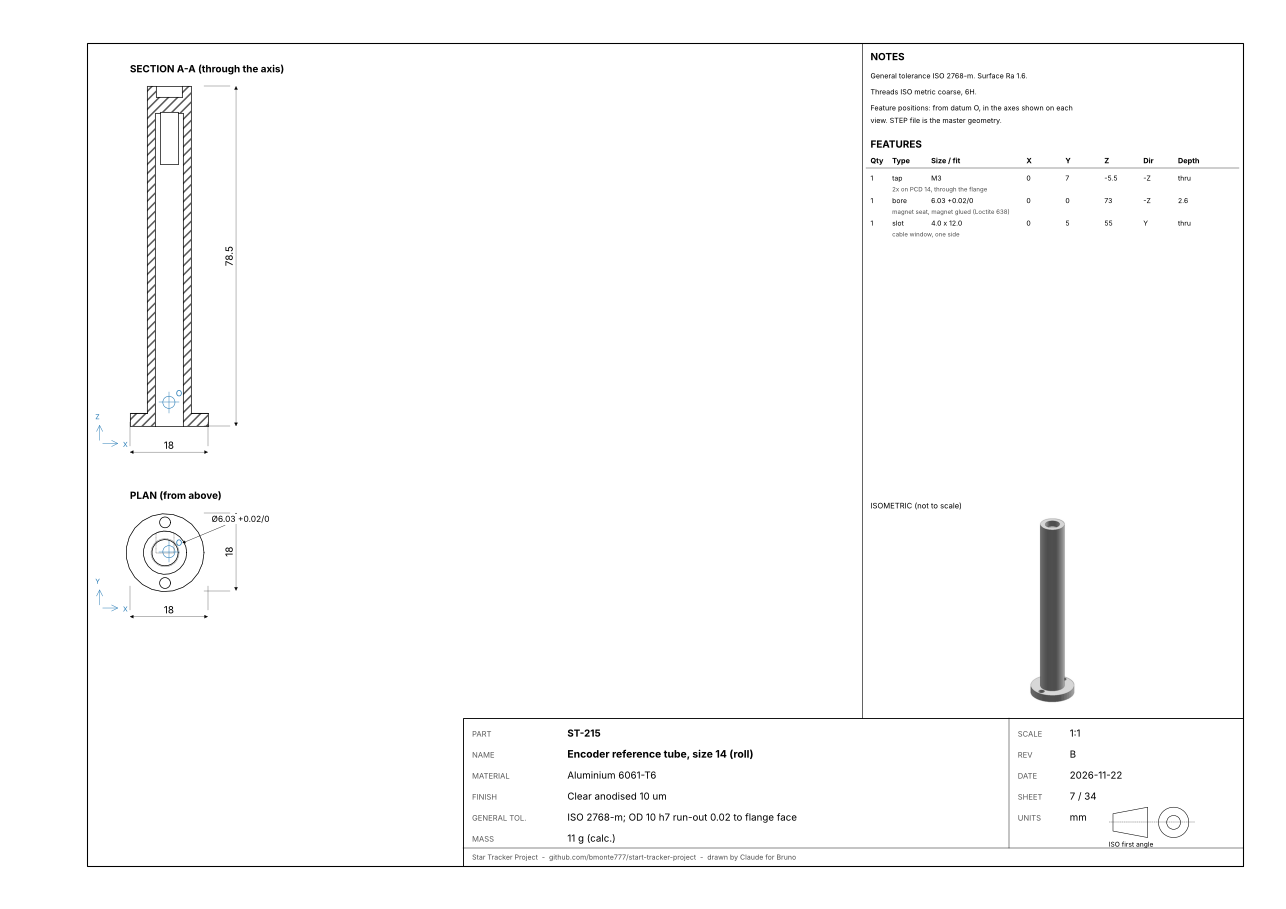 SECTION A-A (through the axis)
78.5
O
Z
X
18
PLAN (from above)
Ø6.03 +0.02/0
O
18
Y
X
18
NOTES
General tolerance ISO 2768-m. Surface Ra 1.6.
Threads ISO metric coarse, 6H.
Feature positions: from datum O, in the axes shown on each
view. STEP file is the master geometry.
FEATURES
Qty Type Size / fit X Y Z Dir Depth
1 tap M3 0 7 -5.5 -Z thru
2x on PCD 14, through the flange
1 bore 6.03 +0.02/0 0 0 73 -Z 2.6
magnet seat, magnet glued (Loctite 638)
1 slot 4.0 x 12.0 0 5 55 Y thru
cable window, one side
ISOMETRIC (not to scale)
PART ST-215
NAME Encoder reference tube, size 14 (roll)
MATERIAL Aluminium 6061-T6
FINISH Clear anodised 10 um
GENERAL TOL. ISO 2768-m; OD 10 h7 run-out 0.02 to flange face
MASS 11 g (calc.)
SCALE 1:1
REV B
DATE 2026-11-22
SHEET 7 / 34
UNITS mm
ISO first angle
Star Tracker Project - github.com/bmonte777/start-tracker-project - drawn by Claude for Bruno